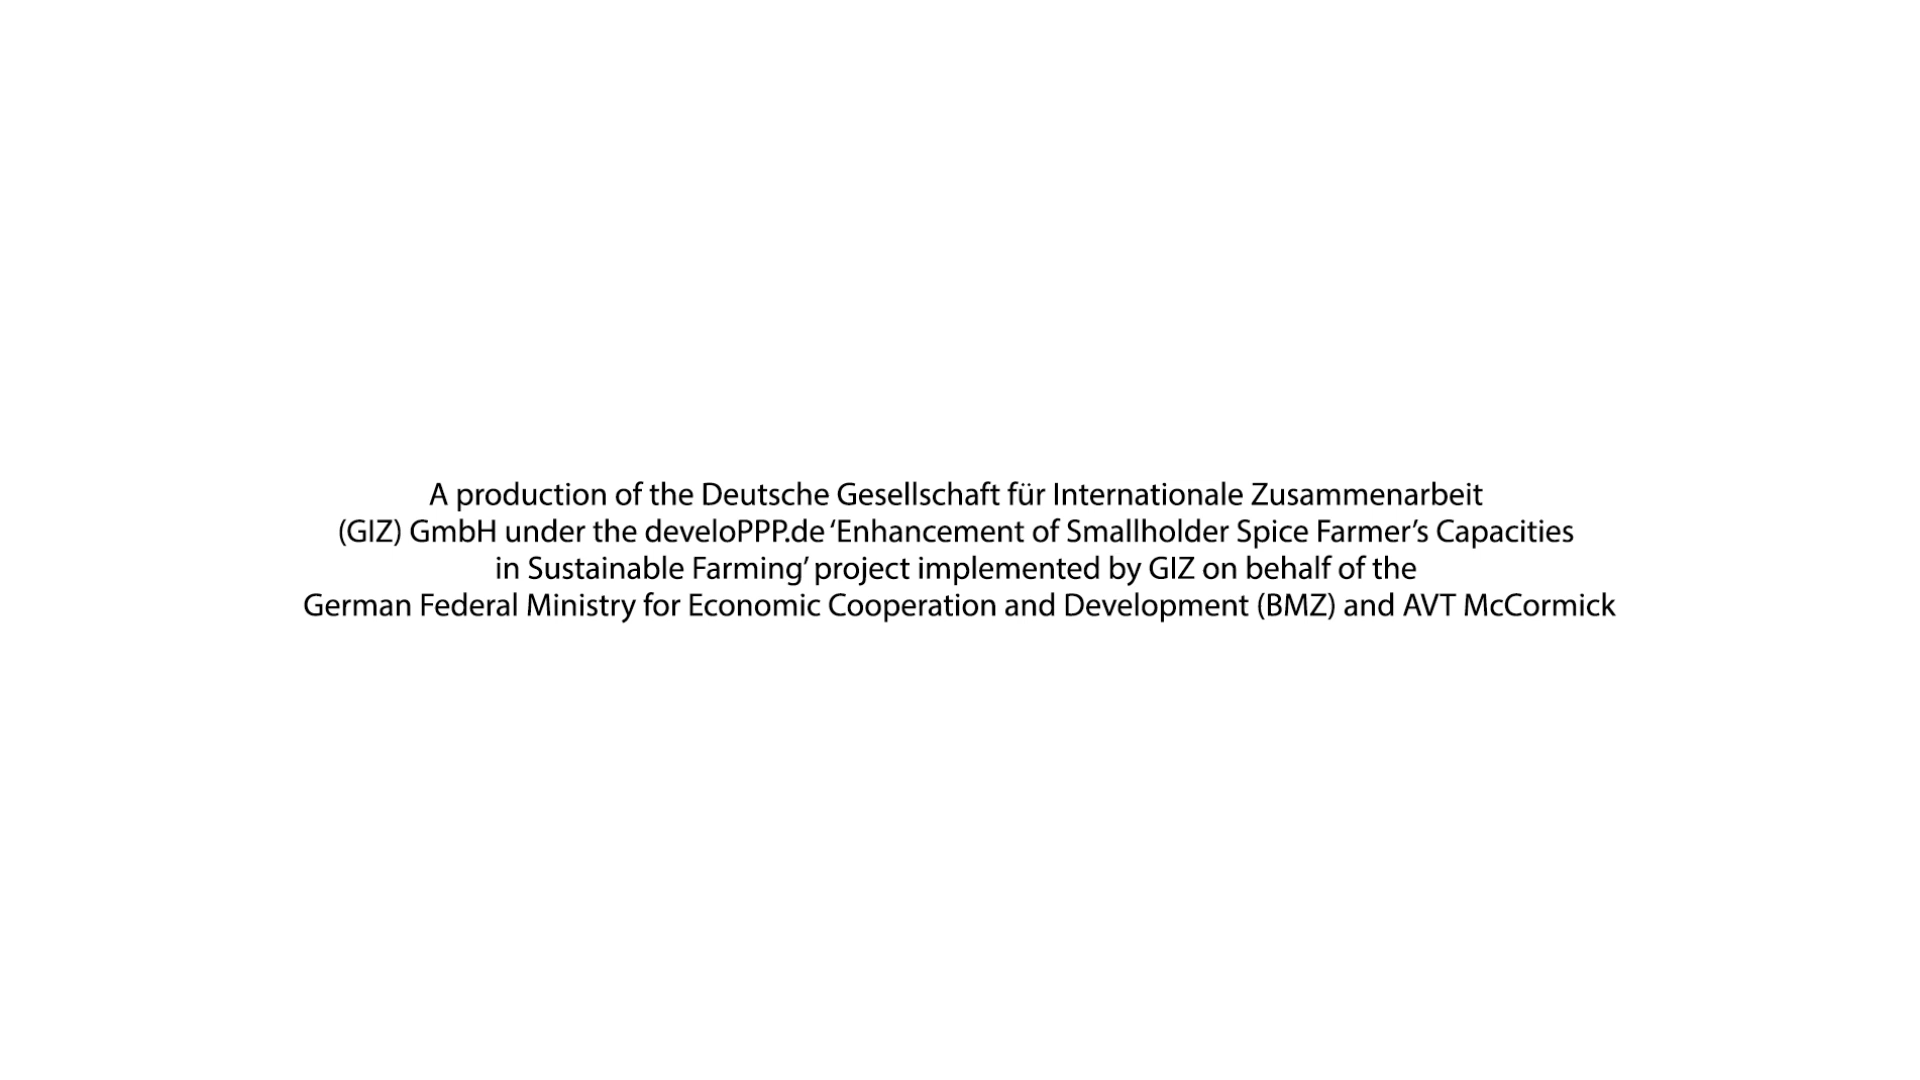 A production of the Deutsche Gesellschaft für Internationale Zusammenarbeit
(GIZ) GmbH under the develoPPP.de ‘Enhancement of Smallholder Spice Farmer’s Capacities
in Sustainable Farming’ project implemented by GIZ on behalf of the
German Federal Ministry for Economic Cooperation and Development (BMZ) and AVT McCormick